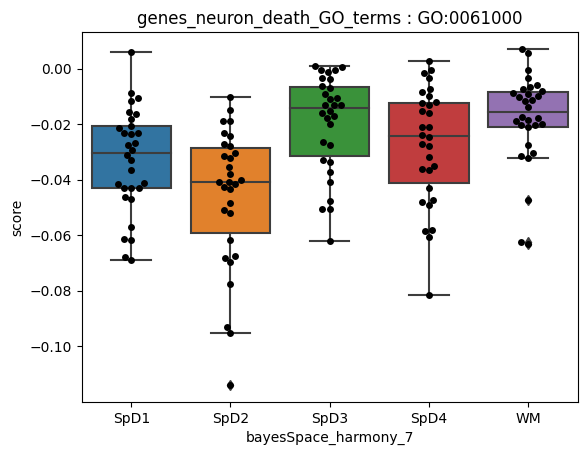 genes_neuron_death_GO_terms : GO:0061000
0.00
−0.02
−0.04
−0.06
−0.08
−0.10
score
SpD1 SpD2 SpD3 SpD4 WM
bayesSpace_harmony_7